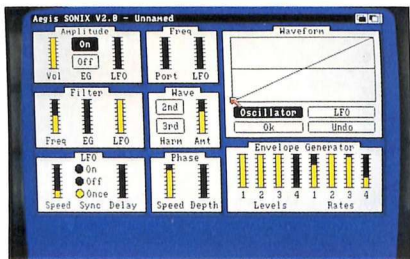 Aegis SONIX V2.0 - Unnamed
Amplitude
On
Off
Vol EG LFO
Freq
Port LFO
Waveform
Oscillator LFO
Ok Undo
Filter
Freq EG LFO
Wave
2nd
3rd
Harm Amt
LFO
On
Off
Once
Speed Sync Delay
Phase
Speed Depth
Envelope Generator
1 2 3 4 1 2 3 4
Levels Rates